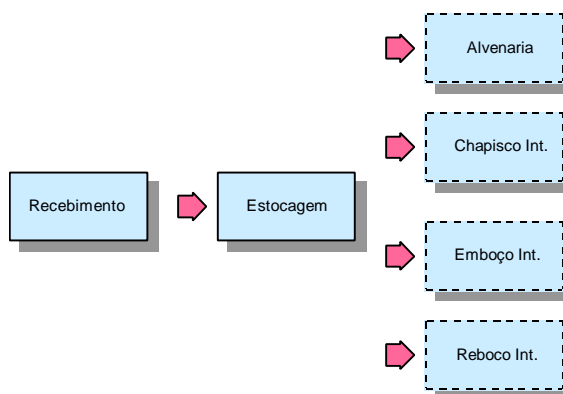 Alvenaria
Chapisco Int.
Recebimento
Estocagem
Emboço Int.
Reboco Int.